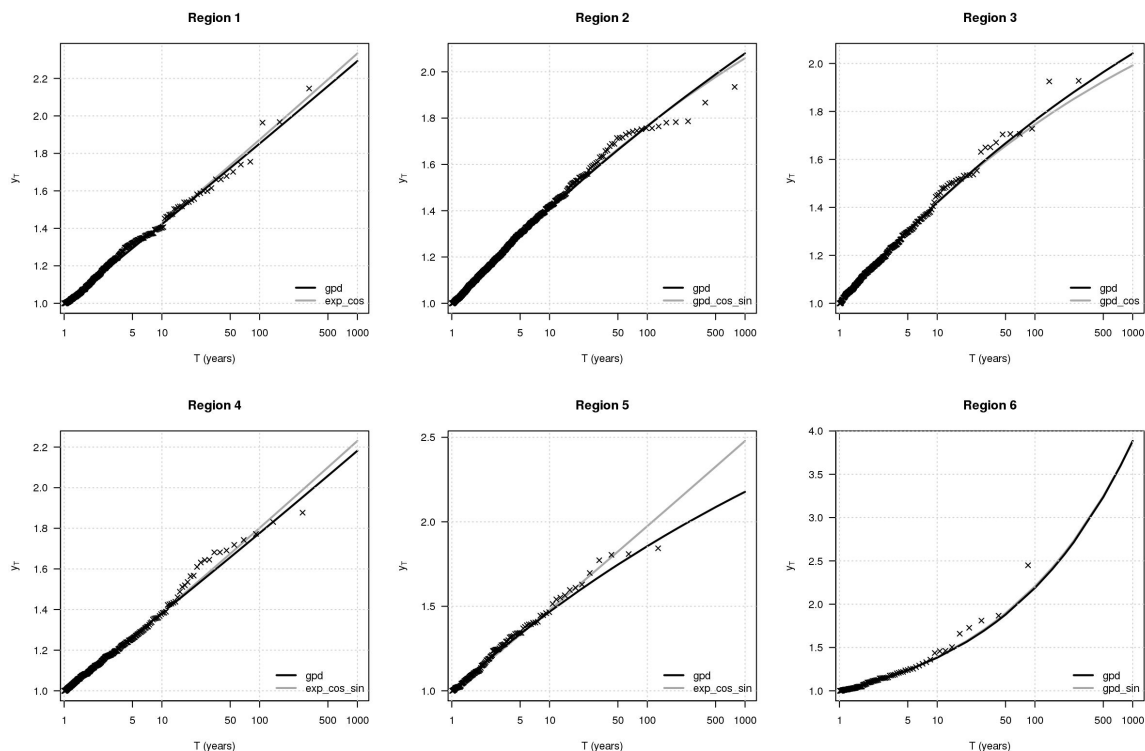 Region 1
Region 2
Region 3
y_T
2.2
2.0
1.8
1.6
1.4
1.2
1.0
gpd
exp_cos
1 5 10 50 100 500 1000
T (years)
y_T
2.0
1.8
1.6
1.4
1.2
1.0
gpd
gpd_cos_sin
1 5 10 50 100 500 1000
T (years)
y_T
2.0
1.8
1.6
1.4
1.2
1.0
gpd
gpd_cos
1 5 10 50 100 500 1000
T (years)
Region 4
Region 5
Region 6
y_T
2.2
2.0
1.8
1.6
1.4
1.2
1.0
gpd
exp_cos_sin
1 5 10 50 100 500 1000
T (years)
y_T
2.5
2.0
1.5
1.0
gpd
exp_cos_sin
1 5 10 50 100 500 1000
T (years)
y_T
4.0
3.5
3.0
2.5
2.0
1.5
1.0
gpd
gpd_sin
1 5 10 50 100 500 1000
T (years)